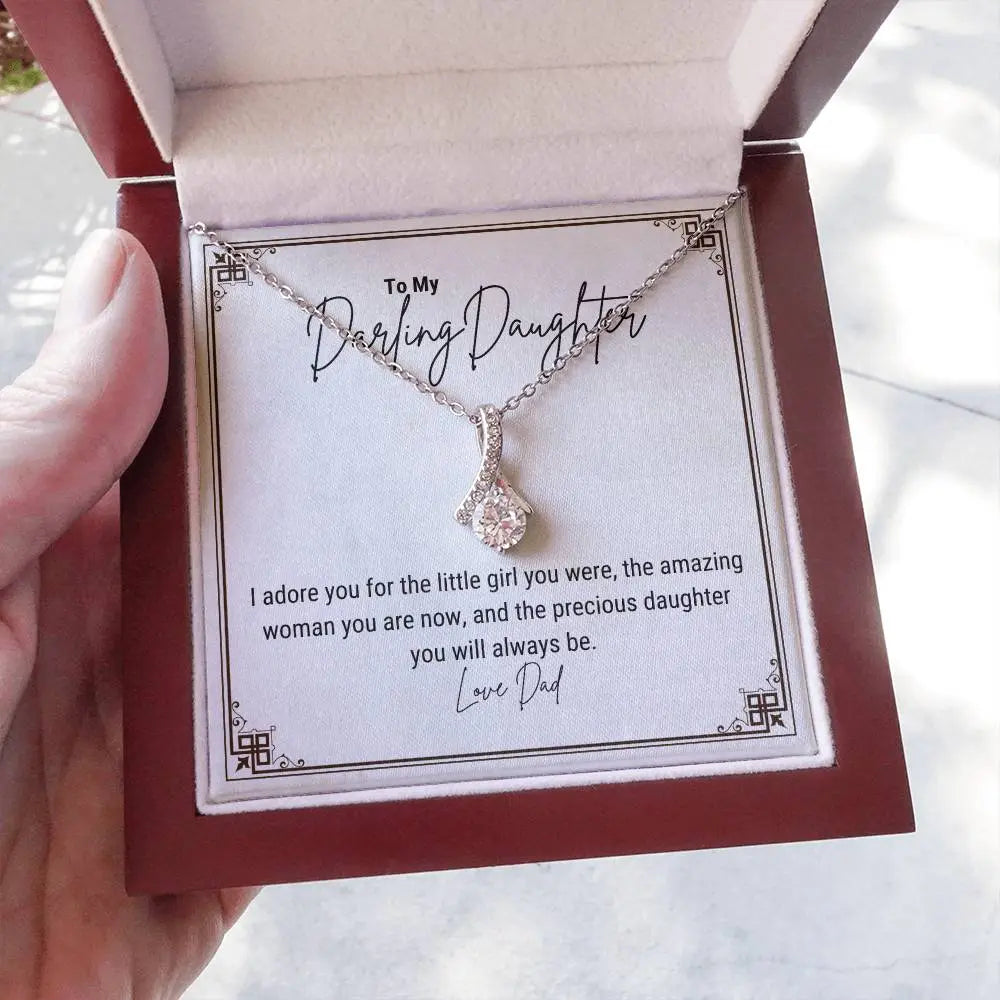 To My
Darling Daughter
I adore you for the little girl you were, the amazing
woman you are now, and the precious daughter
you will always be.
Love Dad